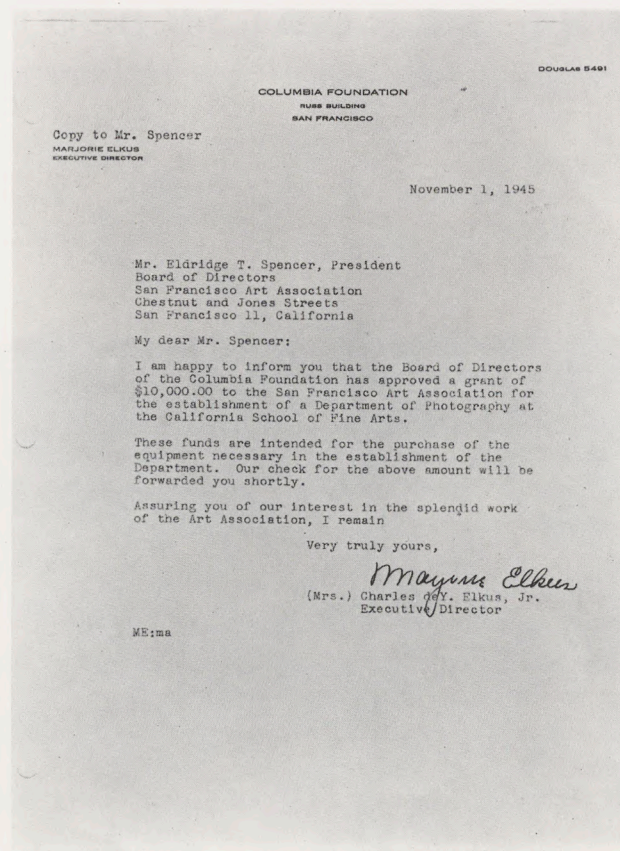 DOUGLAS 5491
COLUMBIA FOUNDATION
RUSS BUILDING
SAN FRANCISCO
Copy to Mr. Spencer
MARJORIE ELKUS
EXECUTIVE DIRECTOR
November 1, 1945
Mr. Eldridge T. Spencer, President
Board of Directors
San Francisco Art Association
Chestnut and Jones Streets
San Francisco 11, California
My dear Mr. Spencer:
I am happy to inform you that the Board of Directors
of the Columbia Foundation has approved a grant of
$10,000.00 to the San Francisco Art Association for
the establishment of a Department of Photography at
the California School of Fine Arts.
These funds are intended for the purchase of the
equipment necessary in the establishment of the
Department. Our check for the above amount will be
forwarded you shortly.
Assuring you of our interest in the splendid work
of the Art Association, I remain
Very truly yours,
Marjorie Elkus
(Mrs.) Charles deY. Elkus, Jr.
Executive Director
ME:ma